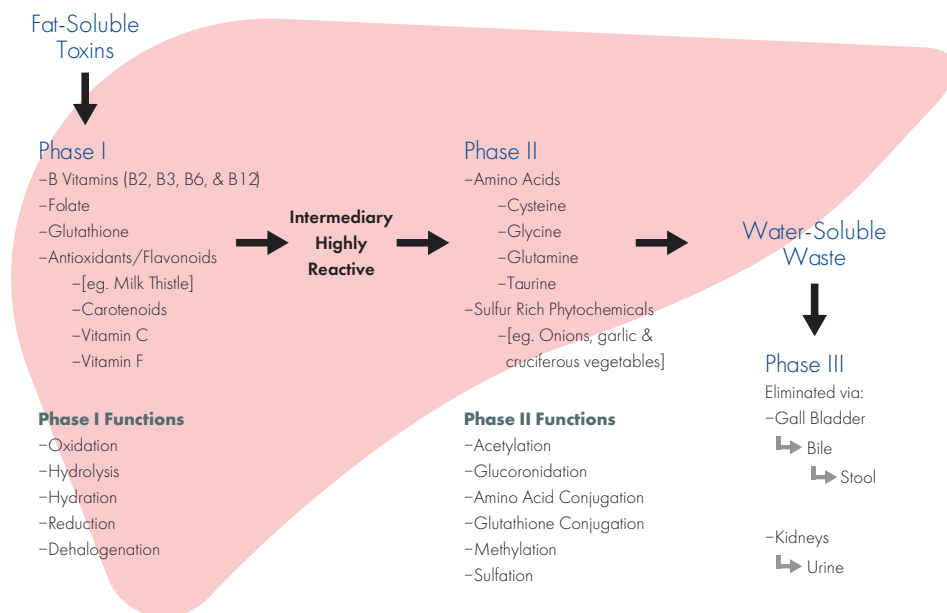 Fat-Soluble
Toxins
Phase I
–B Vitamins (B2, B3, B6, & B12)
–Folate
–Glutathione
–Antioxidants/Flavonoids
–[eg. Milk Thistle]
–Carotenoids
–Vitamin C
–Vitamin F
Phase I Functions
–Oxidation
–Hydrolysis
–Hydration
–Reduction
–Dehalogenation
Intermediary
Highly
Reactive
Phase II
–Amino Acids
–Cysteine
–Glycine
–Glutamine
–Taurine
–Sulfur Rich Phytochemicals
–[eg. Onions, garlic &
cruciferous vegetables]
Phase II Functions
–Acetylation
–Glucoronidation
–Amino Acid Conjugation
–Glutathione Conjugation
–Methylation
–Sulfation
Water-Soluble
Waste
Phase III
Eliminated via:
–Gall Bladder
Bile
Stool
–Kidneys
Urine